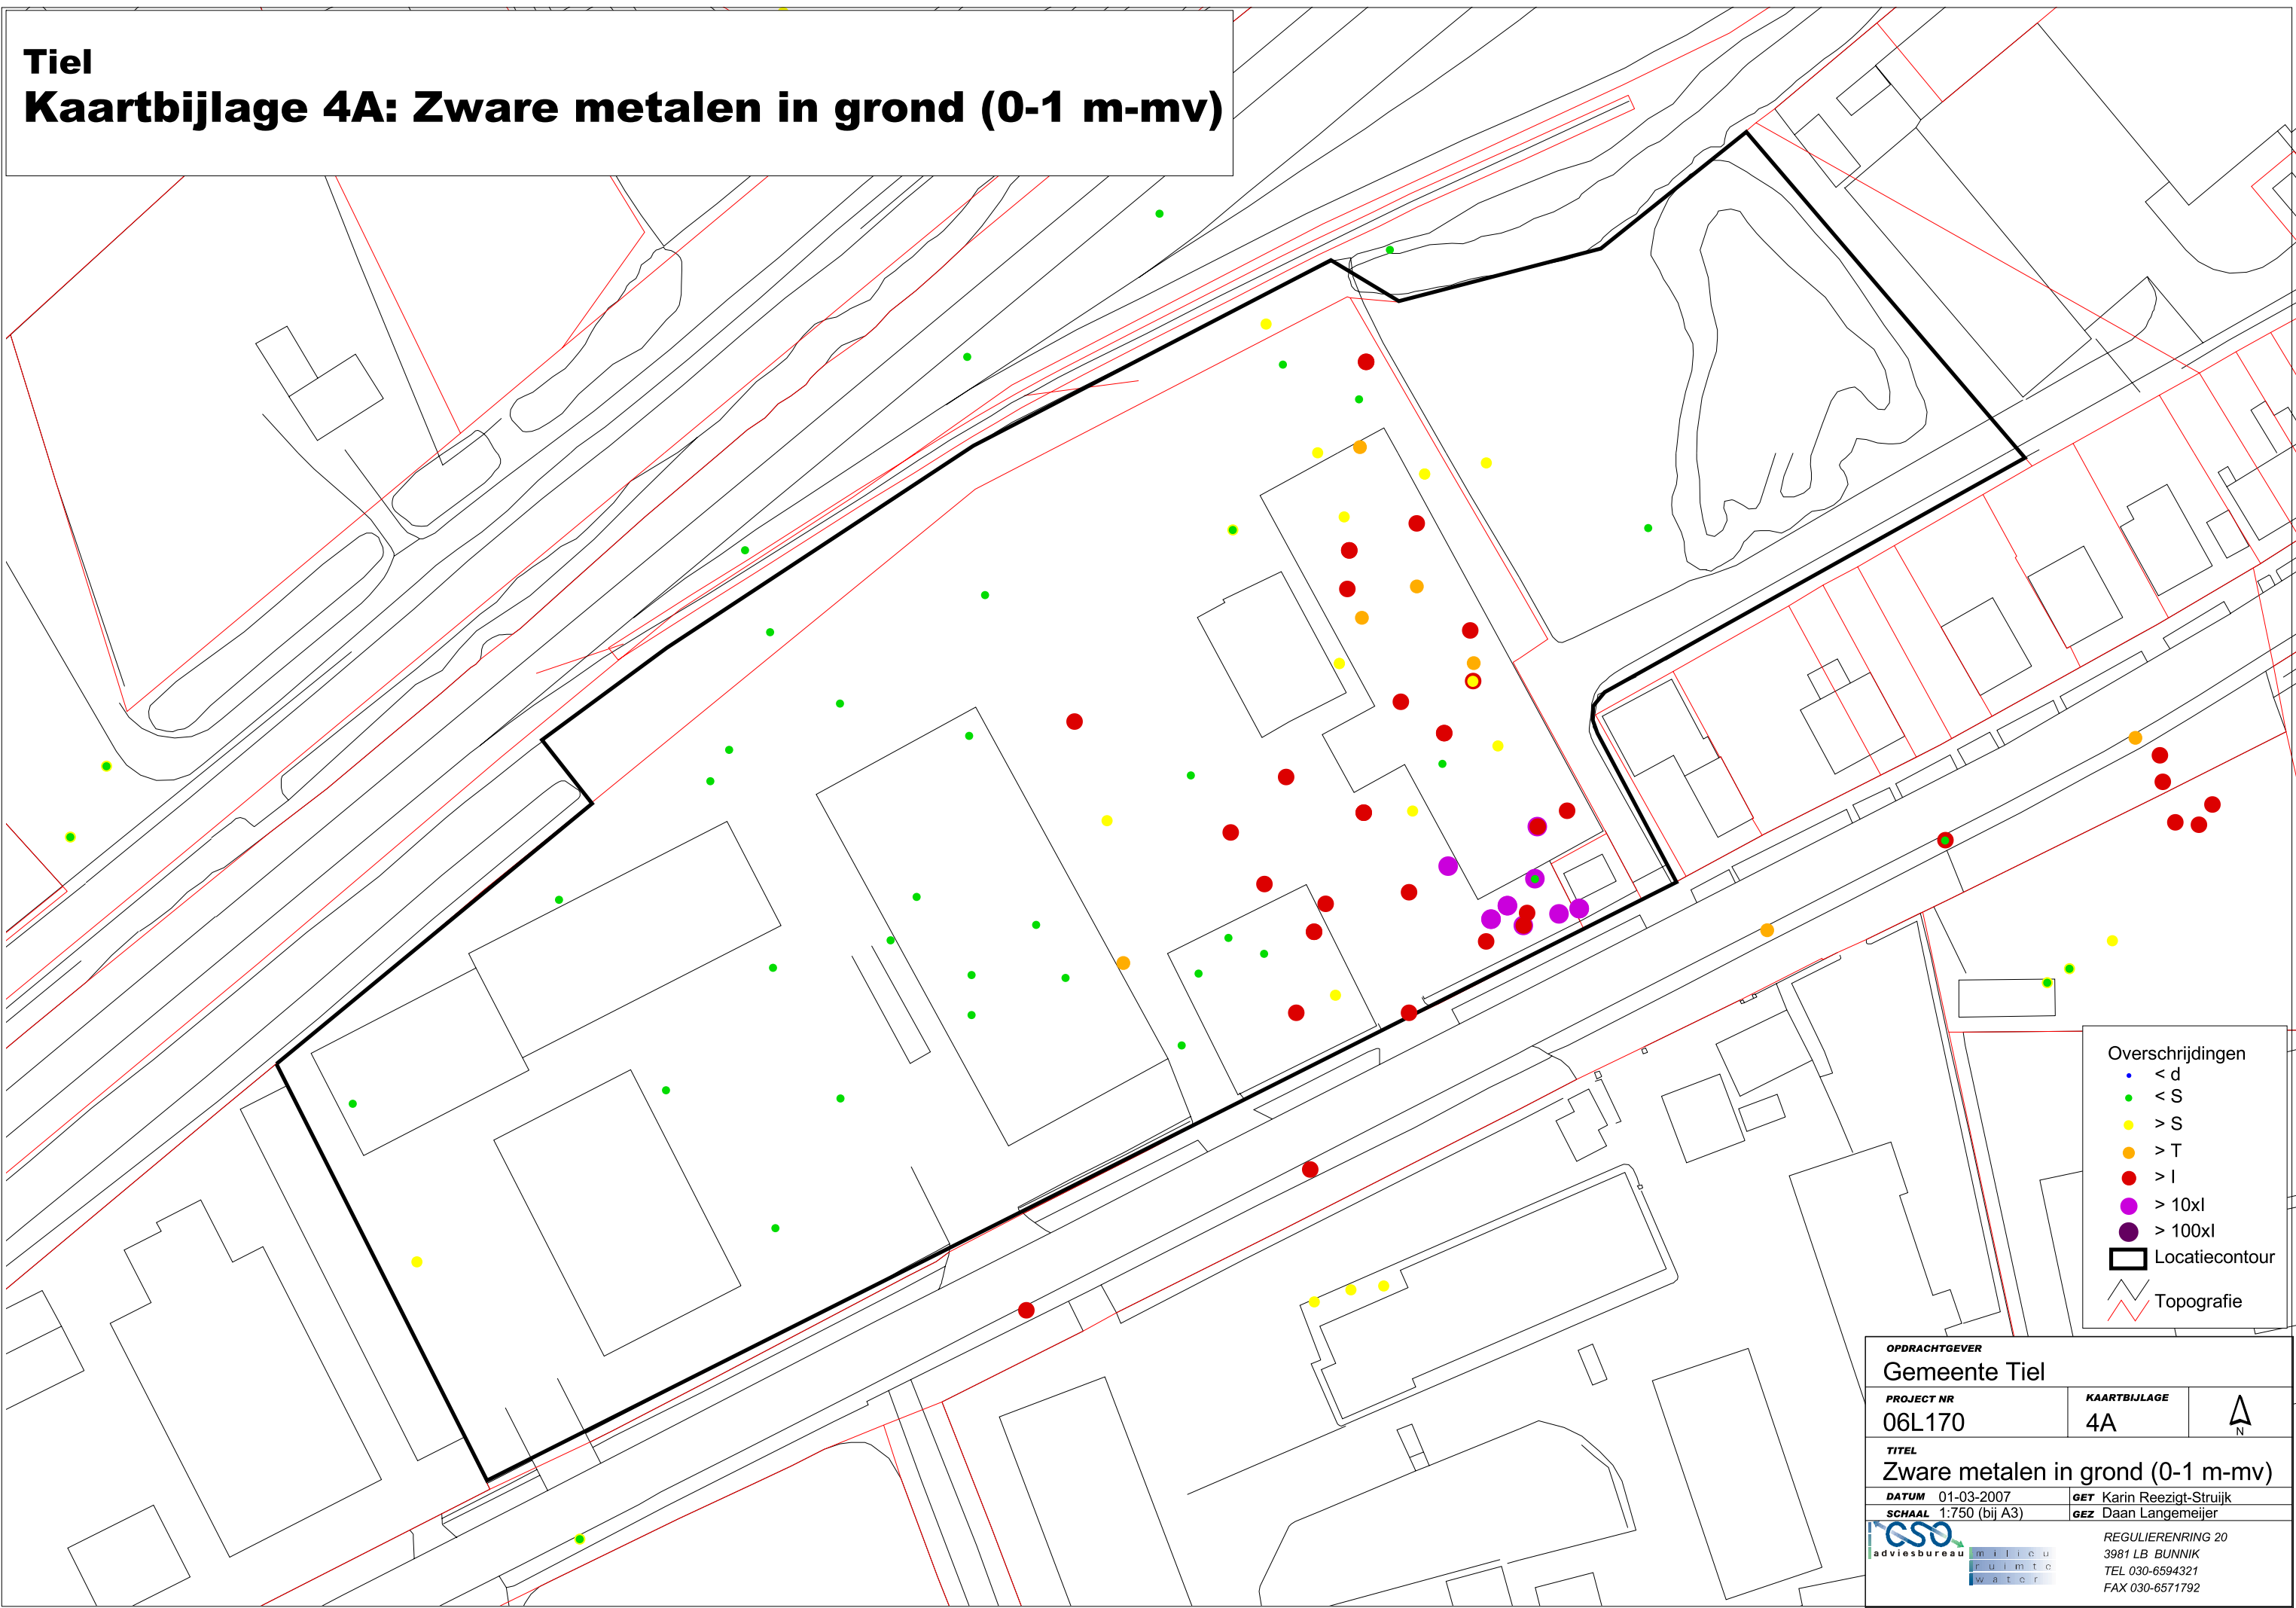 Tiel
Kaartbijlage 4A: Zware metalen in grond (0-1 m-mv)
Overschrijdingen
< d
< S
> S
> T
> I
> 10xI
> 100xI
Locatiecontour
Topografie
OPDRACHTGEVER
Gemeente Tiel
PROJECT NR KAARTBIJLAGE
06L170 4A
N
TITEL
Zware metalen in grond (0-1 m-mv)
DATUM 01-03-2007 GET Karin Reezigt-Struijk
SCHAAL 1:750 (bij A3) GEZ Daan Langemeijer
CSO
adviesbureau
milieu
ruimte
water
REGULIERENRING 20
3981 LB BUNNIK
TEL 030-6594321
FAX 030-6571792